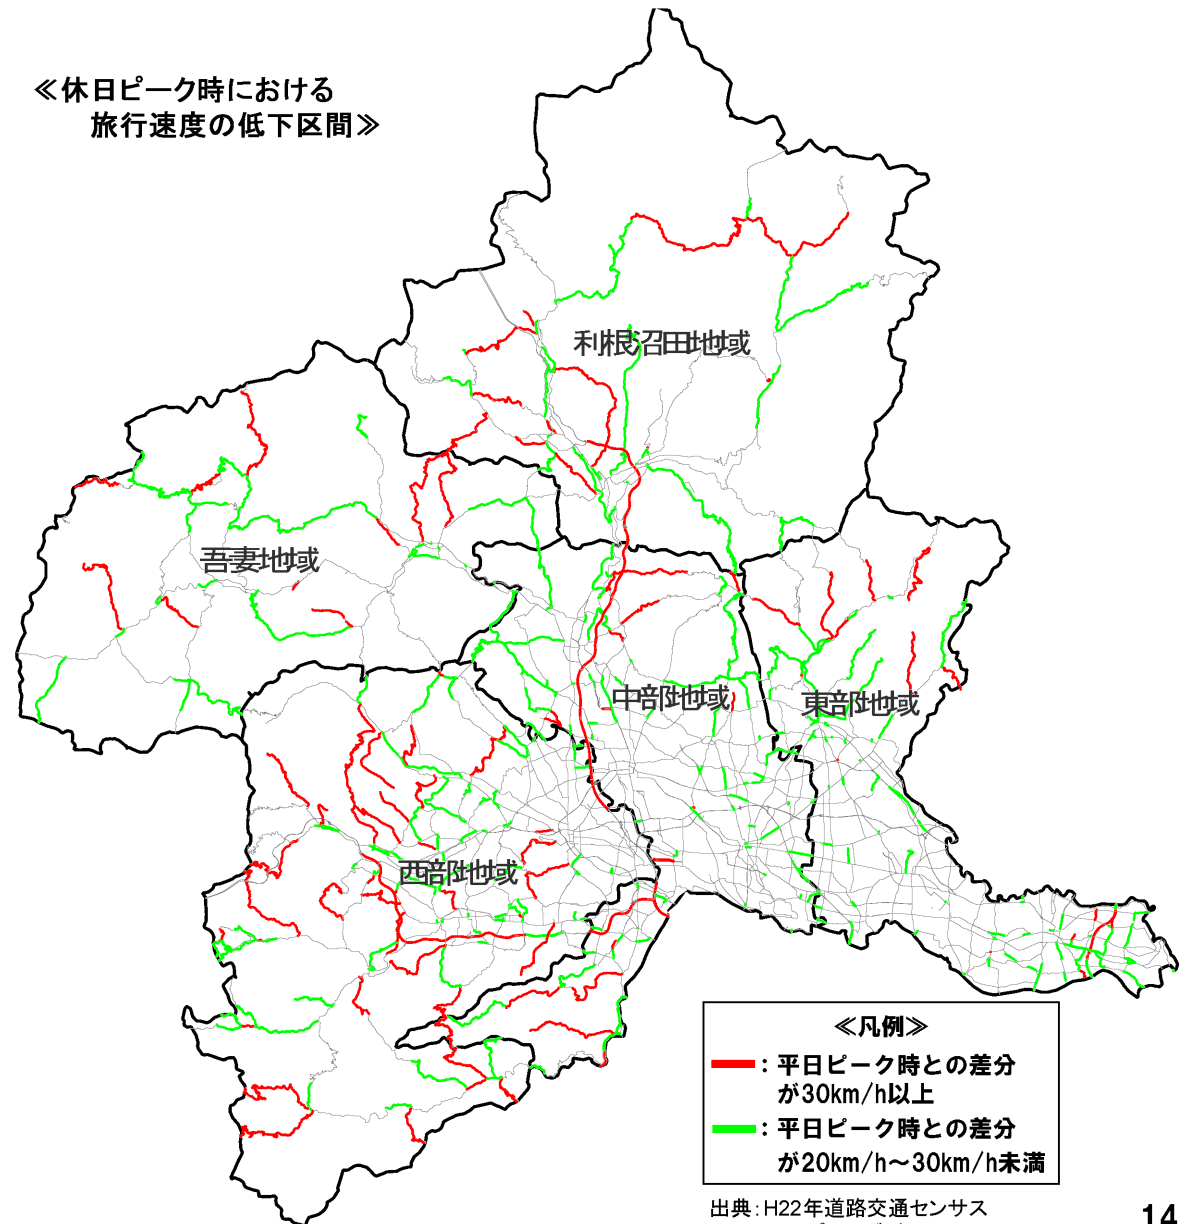 ≪休日ピーク時における
旅行速度の低下区間≫
利根沼田地域
吾妻地域
中部地域
東部地域
西部地域
≪凡例≫
：平日ピーク時との差分
が30km/h以上
：平日ピーク時との差分
が20km/h～30km/h未満
出典：H22年道路交通センサス
14